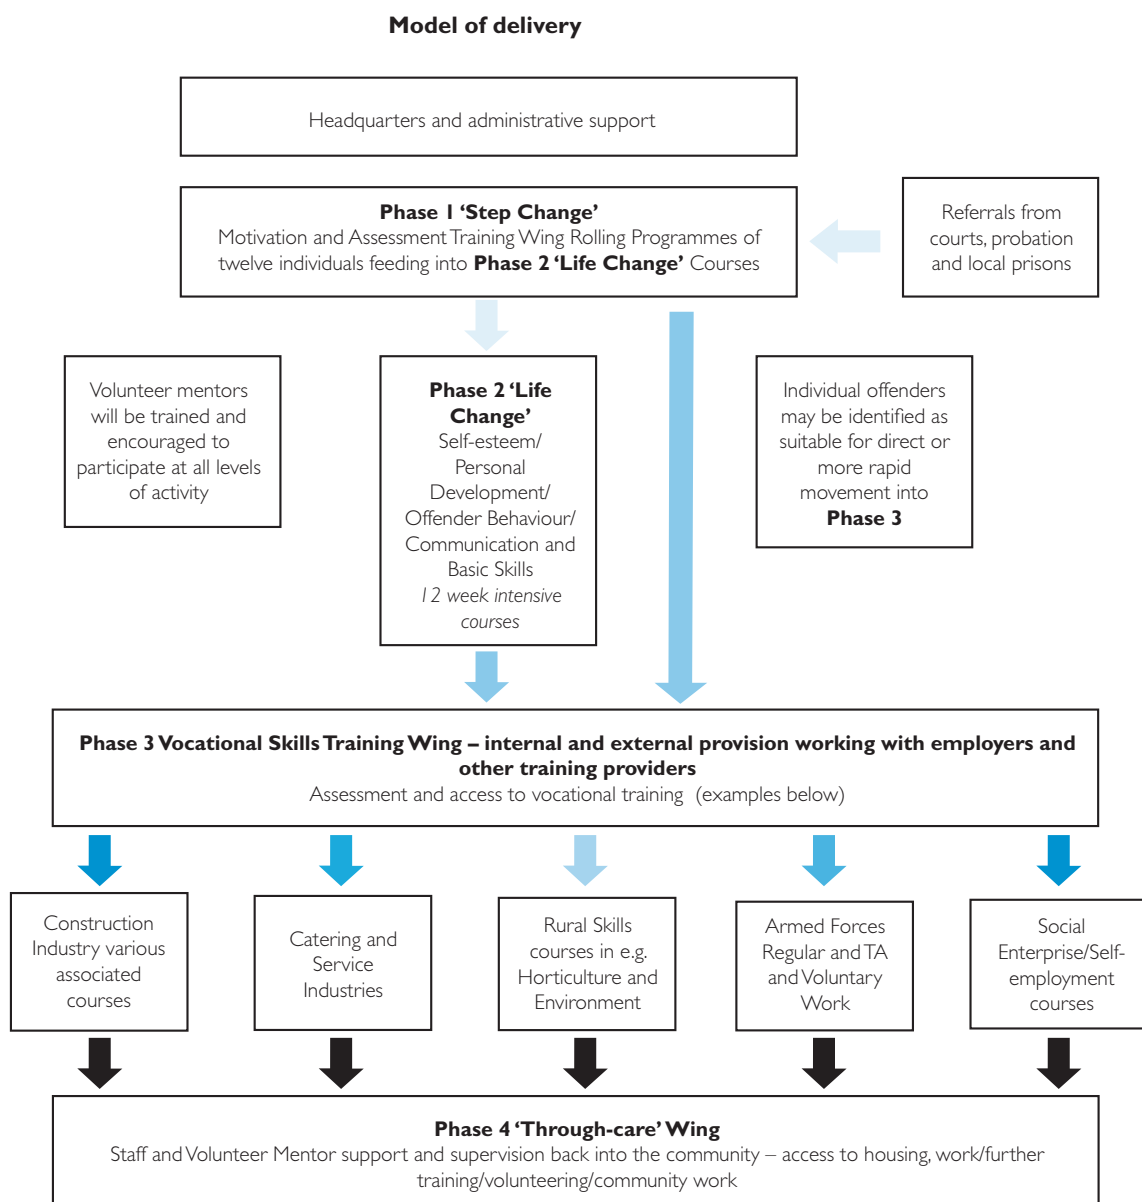 Model of delivery
Headquarters and administrative support
Phase 1 ‘Step Change’
Motivation and Assessment Training Wing Rolling Programmes of
twelve individuals feeding into Phase 2 ‘Life Change’ Courses
Referrals from
courts, probation
and local prisons
Volunteer mentors
will be trained and
encouraged to
participate at all levels
of activity
Phase 2 ‘Life
Change’
Self-esteem/
Personal
Development/
Offender Behaviour/
Communication and
Basic Skills
12 week intensive
courses
Individual offenders
may be identified as
suitable for direct or
more rapid
movement into
Phase 3
Phase 3 Vocational Skills Training Wing – internal and external provision working with employers and
other training providers
Assessment and access to vocational training (examples below)
Construction
Industry various
associated
courses
Catering and
Service
Industries
Rural Skills
courses in e.g.
Horticulture and
Environment
Armed Forces
Regular and TA
and Voluntary
Work
Social
Enterprise/Self-
employment
courses
Phase 4 ‘Through-care’ Wing
Staff and Volunteer Mentor support and supervision back into the community – access to housing, work/further
training/volunteering/community work